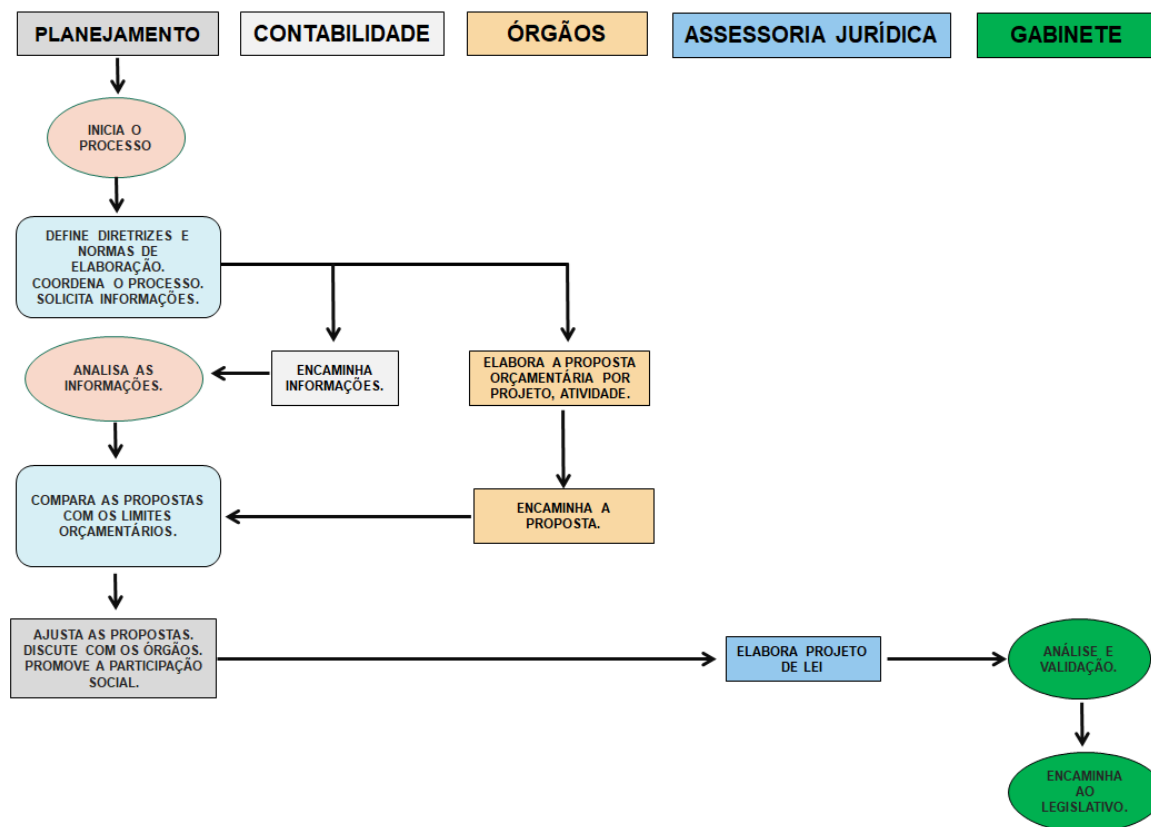 PLANEJAMENTO
CONTABILIDADE
ÓRGÃOS
ASSESSORIA JURÍDICA
GABINETE
INICIA O
PROCESSO
DEFINE DIRETRIZES E
NORMAS DE
ELABORAÇÃO.
COORDENA O PROCESSO.
SOLICITA INFORMAÇÕES.
ANALISA AS
INFORMAÇÕES.
ENCAMINHA
INFORMAÇÕES.
ELABORA A PROPOSTA
ORÇAMENTÁRIA POR
PROJETO, ATIVIDADE.
COMPARA AS PROPOSTAS
COM OS LIMITES
ORÇAMENTÁRIOS.
ENCAMINHA A
PROPOSTA.
AJUSTA AS PROPOSTAS.
DISCUTE COM OS ÓRGÃOS.
PROMOVE A PARTICIPAÇÃO
SOCIAL.
ELABORA PROJETO
DE LEI
ANÁLISE E
VALIDAÇÃO.
ENCAMINHA
AO
LEGISLATIVO.